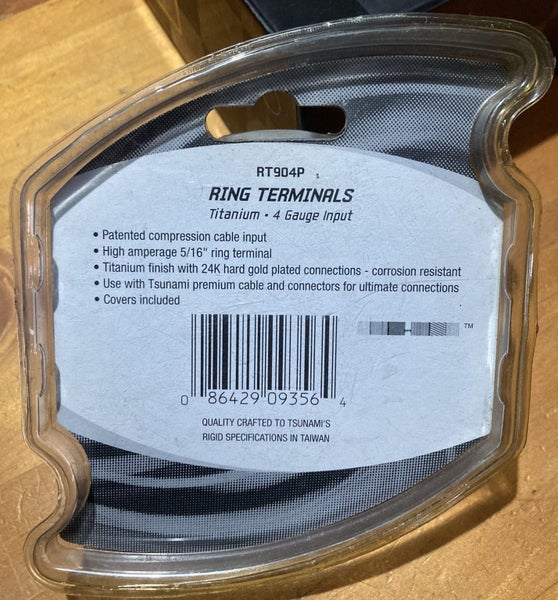 RT904P
RING TERMINALS
Titanium • 4 Gauge Input
• Patented compression cable input
• High amperage 5/16" ring terminal
• Titanium finish with 24K hard gold plated connections - corrosion resistant
• Use with Tsunami premium cable and connectors for ultimate connections
• Covers included
TM
0 86429 09356 4
QUALITY CRAFTED TO TSUNAMI'S
RIGID SPECIFICATIONS IN TAIWAN